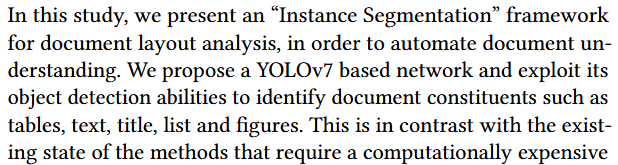 In this study, we present an “Instance Segmentation” framework
for document layout analysis, in order to automate document un-
derstanding. We propose a YOLOv7 based network and exploit its
object detection abilities to identify document constituents such as
tables, text, title, list and figures. This is in contrast with the exist-
ing state of the methods that require a computationally expensive